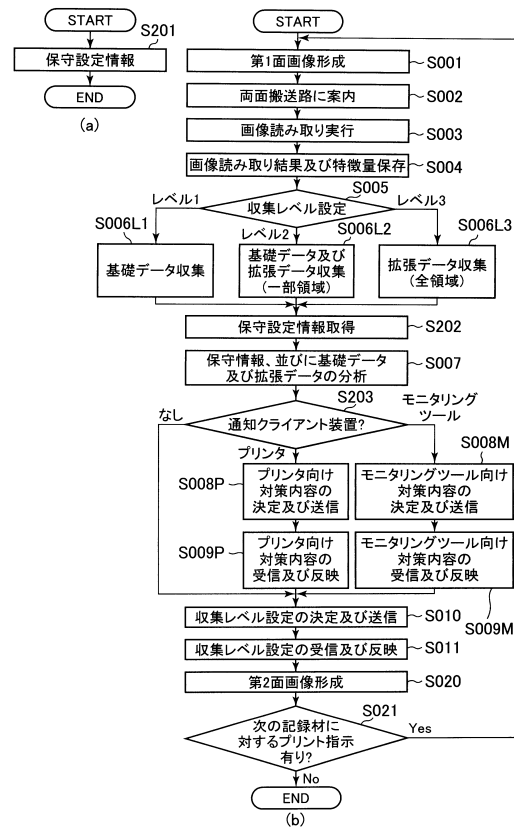 START
S201
保守設定情報
END
(a)
START
第1面画像形成
S001
両面搬送路に案内
S002
画像読み取り実行
S003
画像読み取り結果及び特徴量保存
S004
S005
収集レベル設定
レベル1
レベル2
レベル3
S006L1
基礎データ収集
S006L2
基礎データ及び
拡張データ収集
(一部領域)
S006L3
拡張データ収集
(全領域)
保守設定情報取得
S202
保守情報、並びに基礎データ
及び拡張データの分析
S007
S203
通知クライアント装置?
なし
プリンタ
モニタリング
ツール
S008P
プリンタ向け
対策内容の
決定及び送信
S008M
モニタリングツール向け
対策内容の
決定及び送信
S009P
プリンタ向け
対策内容の
受信及び反映
モニタリングツール向け
対策内容の
受信及び反映
S009M
収集レベル設定の決定及び送信
S010
収集レベル設定の受信及び反映
S011
第2面画像形成
S020
S021
次の記録材に
対するプリント指示
有り?
Yes
No
END
(b)